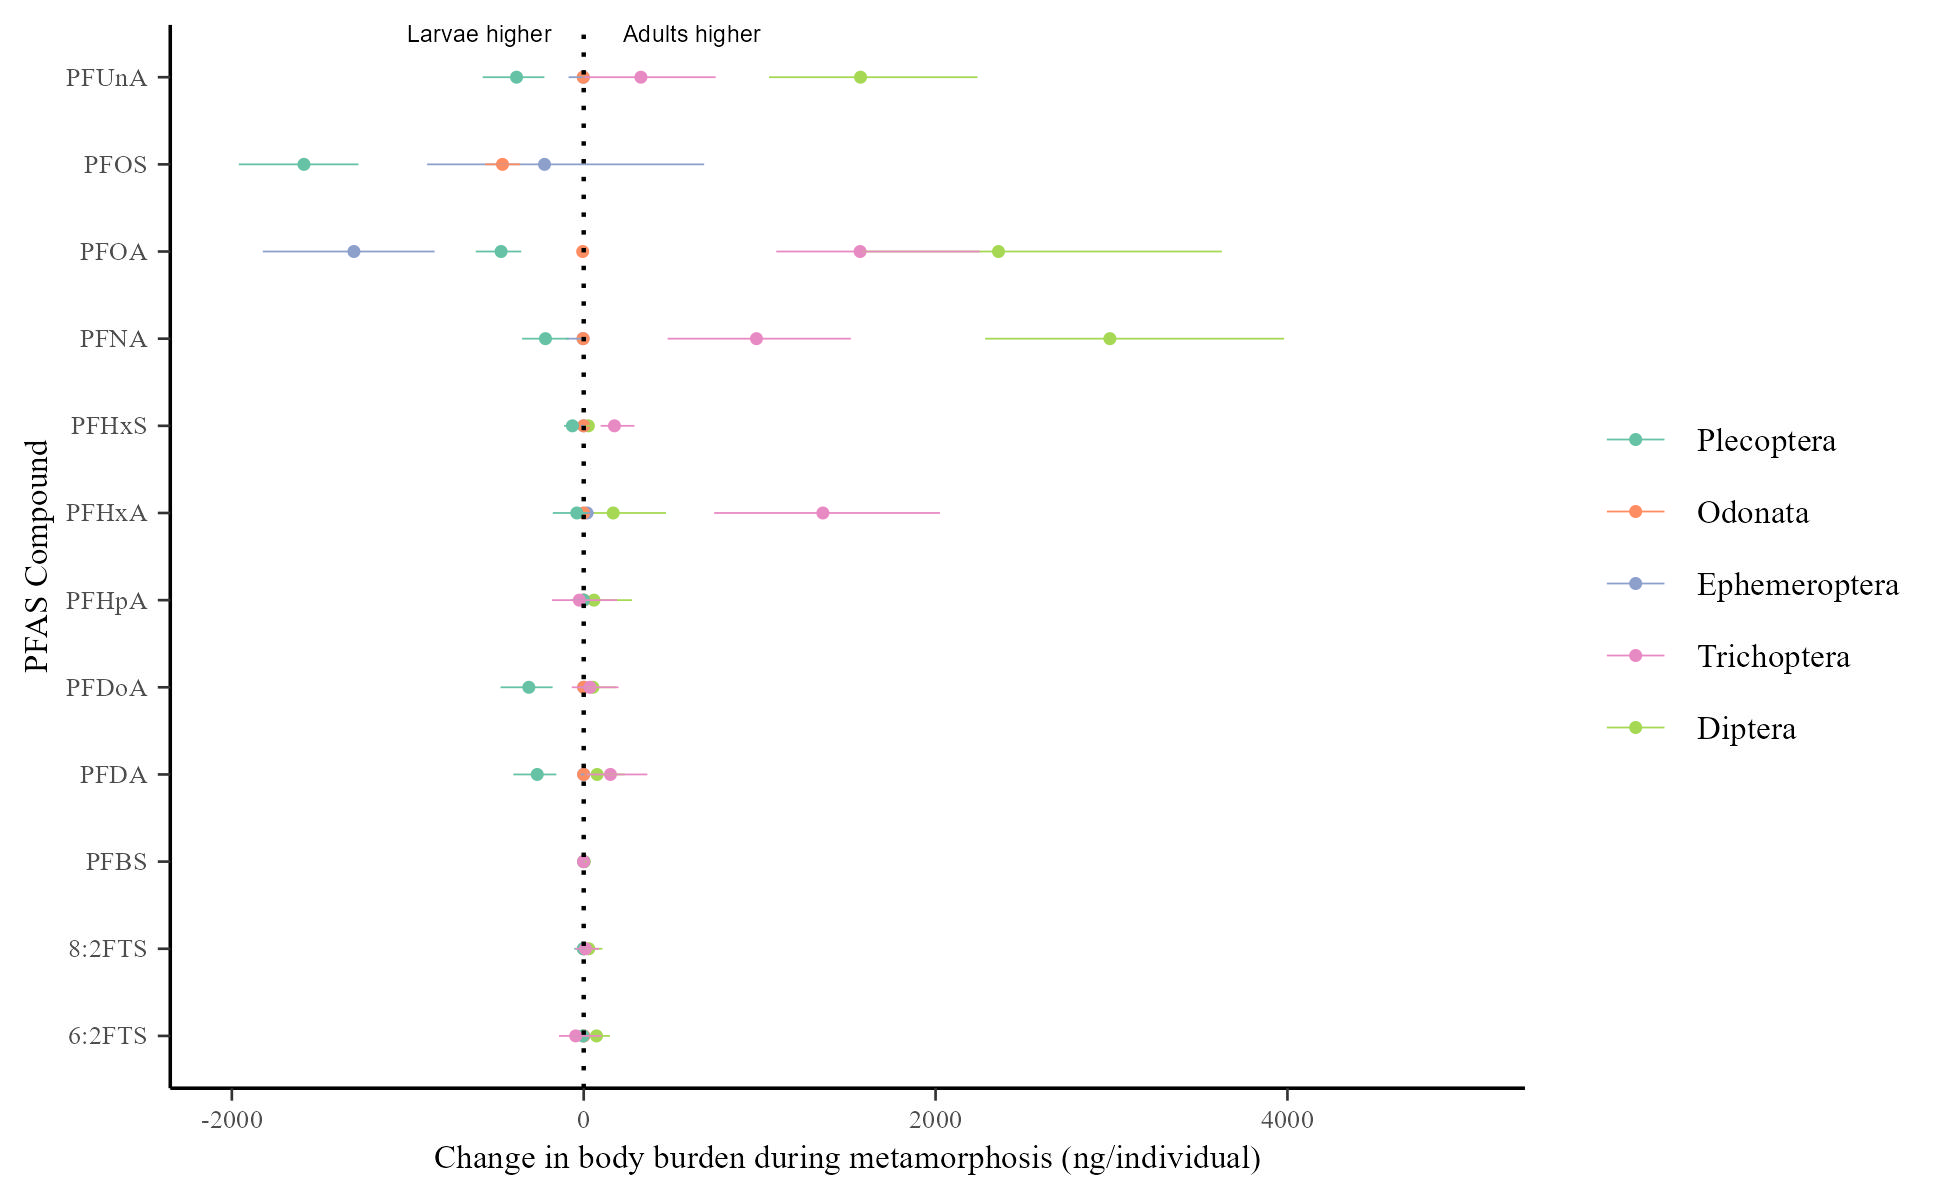 Larvae higher Adults higher
PFUnA
PFOS
PFOA
PFNA
PFHxS
PFHxA
PFHpA
PFDoA
PFDA
PFBS
8:2FTS
6:2FTS
PFAS Compound
-2000 0 2000 4000
Change in body burden during metamorphosis (ng/individual)
Plecoptera
Odonata
Ephemeroptera
Trichoptera
Diptera